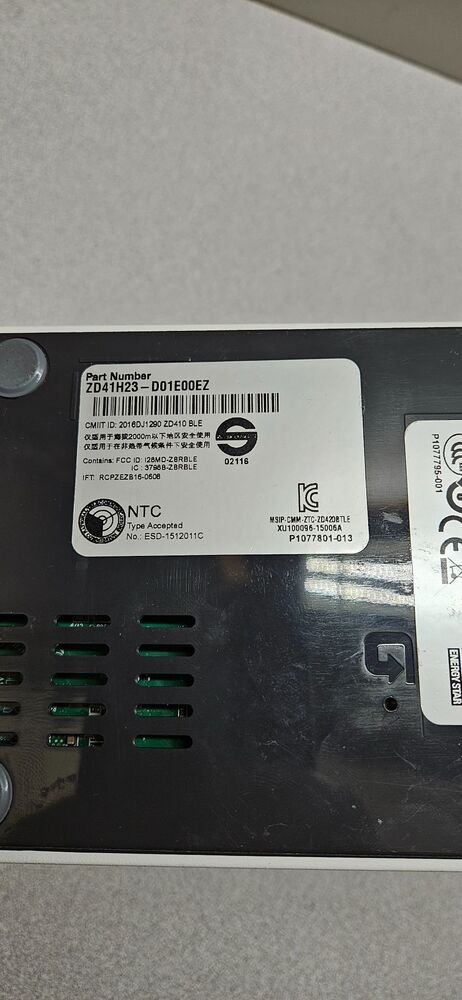 Part Number
ZD41H23-D01E00EZ
CMIIT ID: 2016DJ1290 ZD410 BLE
仅适用于海拔2000m以下地区安全使用
仅适用于在非热带气候条件下安全使用
Contains: FCC ID: I28MD-ZBRBLE
IC: 3798B-ZBRBLE
IFT: RCPZEZB16-0608
02116
NTC
Type Accepted
No.: ESD-1512011C
MSIP-CMM-ZTC-ZD420BTLE
XU100096-15006A
P1077801-013
P1077795-001
ENERGY STAR